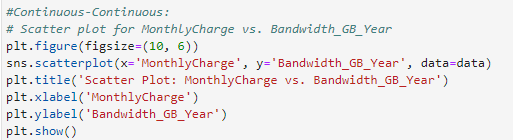 #Continuous-Continuous:
# Scatter plot for MonthlyCharge vs. Bandwidth_GB_Year
plt.figure(figsize=(10, 6))
sns.scatterplot(x='MonthlyCharge', y='Bandwidth_GB_Year', data=data)
plt.title('Scatter Plot: MonthlyCharge vs. Bandwidth_GB_Year')
plt.xlabel('MonthlyCharge')
plt.ylabel('Bandwidth_GB_Year')
plt.show()